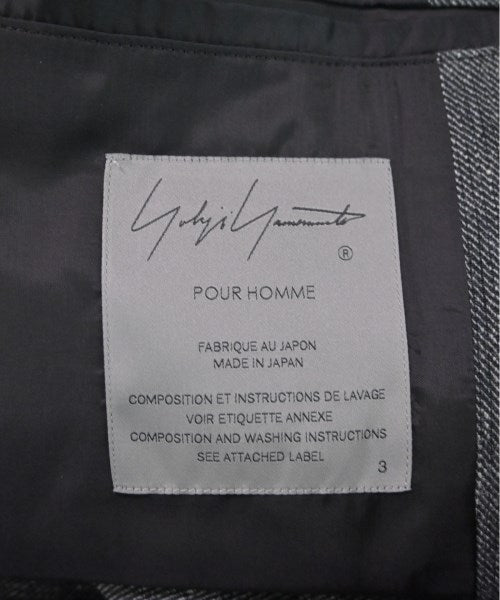 Yohji Yamamoto
®
POUR HOMME
FABRIQUE AU JAPON
MADE IN JAPAN
COMPOSITION ET INSTRUCTIONS DE LAVAGE
VOIR ETIQUETTE ANNEXE
COMPOSITION AND WASHING INSTRUCTIONS
SEE ATTACHED LABEL
3